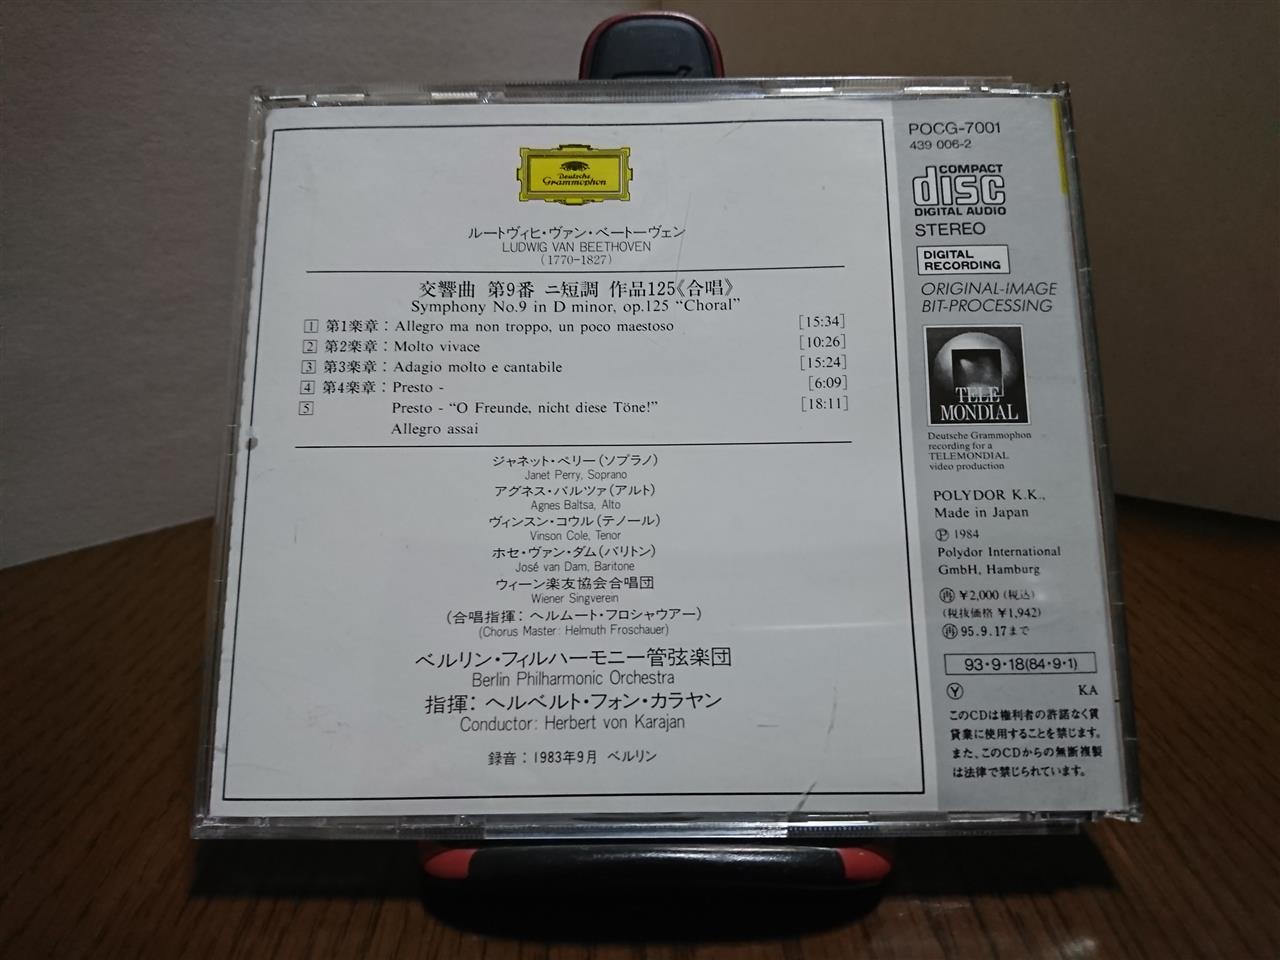 Deutsche
Grammophon
ルートヴィヒ・ヴァン・ベートーヴェン
LUDWIG VAN BEETHOVEN
(1770-1827)
交響曲 第9番 ニ短調 作品125《合唱》
Symphony No.9 in D minor, op.125 “Choral”
1 第1楽章：Allegro ma non troppo, un poco maestoso [15:34]
2 第2楽章：Molto vivace [10:26]
3 第3楽章：Adagio molto e cantabile [15:24]
4 第4楽章：Presto - [6:09]
5 Presto - “O Freunde, nicht diese Töne!” [18:11]
Allegro assai
ジャネット・ペリー（ソプラノ）
Janet Perry, Soprano
アグネス・バルツァ（アルト）
Agnes Baltsa, Alto
ヴィンスン・コウル（テノール）
Vinson Cole, Tenor
ホセ・ヴァン・ダム（バリトン）
José van Dam, Baritone
ウィーン楽友協会合唱団
Wiener Singverein
（合唱指揮：ヘルムート・フロシャウアー）
(Chorus Master: Helmuth Froschauer)
ベルリン・フィルハーモニー管弦楽団
Berlin Philharmonic Orchestra
指揮：ヘルベルト・フォン・カラヤン
Conductor: Herbert von Karajan
録音：1983年9月 ベルリン
POCG-7001
439 006-2
COMPACT
disc
DIGITAL AUDIO
STEREO
DIGITAL
RECORDING
ORIGINAL-IMAGE
BIT-PROCESSING
TELE
MONDIAL
Deutsche Grammophon
recording for a
TELEMONDIAL
video production
POLYDOR K.K.,
Made in Japan
Ⓟ 1984
Polydor International
GmbH, Hamburg
㊢ ¥2,000（税込）
（税抜価格 ¥1,942）
㊢ 95.9.17まで
93・9・18(84・9・1)
Ⓨ KA
このCDは権利者の許諾なく賃
貸業に使用することを禁じます。
また、このCDからの無断複製
は法律で禁じられています。